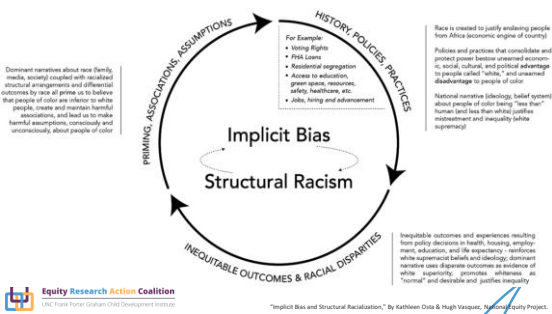 HISTORY, POLICIES, PRACTICES
PRIMING, ASSOCIATIONS, ASSUMPTIONS
For Example:
• Voting Rights
• FHA Loans
• Residential segregation
• Access to education,
green space, resources,
safety, healthcare, etc.
• Jobs, hiring and advancement
Race is created to justify enslaving people
from Africa (economic engine of country)
Policies and practices that consolidate and
protect power bestow unearned econom-
ic, social, cultural, and political advantage
to people called "white," and unearned
disadvantage to people of color
National narrative (ideology, belief system)
about people of color being "less than"
human (and less than white) justifies
mistreatment and inequality (white
supremacy)
Dominant narratives about race (family,
media, society) coupled with racialized
structural arrangements and differential
outcomes by race all prime us to believe
that people of color are inferior to white
people, create and maintain harmful
associations, and lead us to make
harmful assumptions, consciously and
unconsciously, about people of color
Implicit Bias
Structural Racism
INEQUITABLE OUTCOMES & RACIAL DISPARITIES
Inequitable outcomes and experiences resulting
from policy decisions in health, housing, employ-
ment, education, and life expectancy - reinforces
white supremacist beliefs and ideology; dominant
narrative uses disparate outcomes as evidence of
white superiority, promotes whiteness as
"normal" and desirable and justifies inequality
Equity Research Action Coalition
UNC Frank Porter Graham Child Development Institute
"Implicit Bias and Structural Racialization," By Kathleen Osta & Hugh Vasquez, National Equity Project.